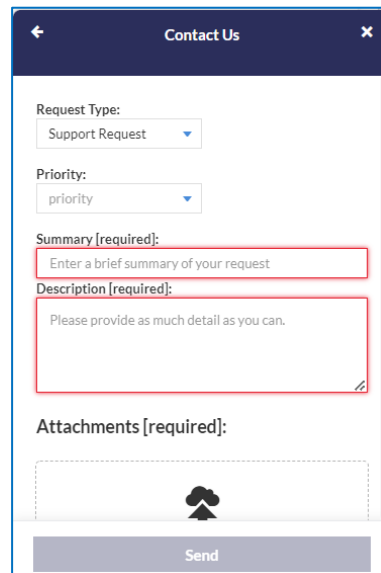 Contact Us
Request Type:
Support Request
Priority:
priority
Summary [required]:
Enter a brief summary of your request
Description [required]:
Please provide as much detail as you can.
Attachments [required]:
Send